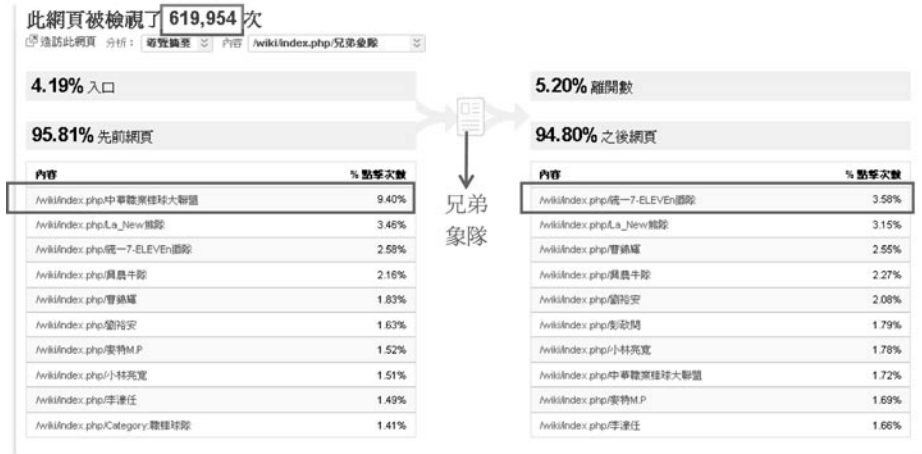 此網頁被檢視了 619,954 次
造訪此網頁 分析： 導覽摘要 內容 /wiki/index.php/兄弟象隊
4.19% 入口
95.81% 先前網頁
內容 % 點擊次數
/wiki/index.php/中華職業棒球大聯盟 9.40%
/wiki/index.php/La_New熊隊 3.46%
/wiki/index.php/統一7-ELEVEn獅隊 2.58%
/wiki/index.php/興農牛隊 2.16%
/wiki/index.php/曹錦輝 1.83%
/wiki/index.php/劉裕安 1.63%
/wiki/index.php/麥特M.P 1.52%
/wiki/index.php/小林亮寬 1.51%
/wiki/index.php/李濠任 1.49%
/wiki/index.php/Category:職棒球隊 1.41%
兄弟
象隊
5.20% 離開數
94.80% 之後網頁
內容 % 點擊次數
/wiki/index.php/統一7-ELEVEn獅隊 3.58%
/wiki/index.php/La_New熊隊 3.15%
/wiki/index.php/曹錦輝 2.55%
/wiki/index.php/興農牛隊 2.27%
/wiki/index.php/劉裕安 2.08%
/wiki/index.php/彭政閔 1.79%
/wiki/index.php/小林亮寬 1.78%
/wiki/index.php/中華職業棒球大聯盟 1.72%
/wiki/index.php/麥特M.P 1.69%
/wiki/index.php/李濠任 1.66%